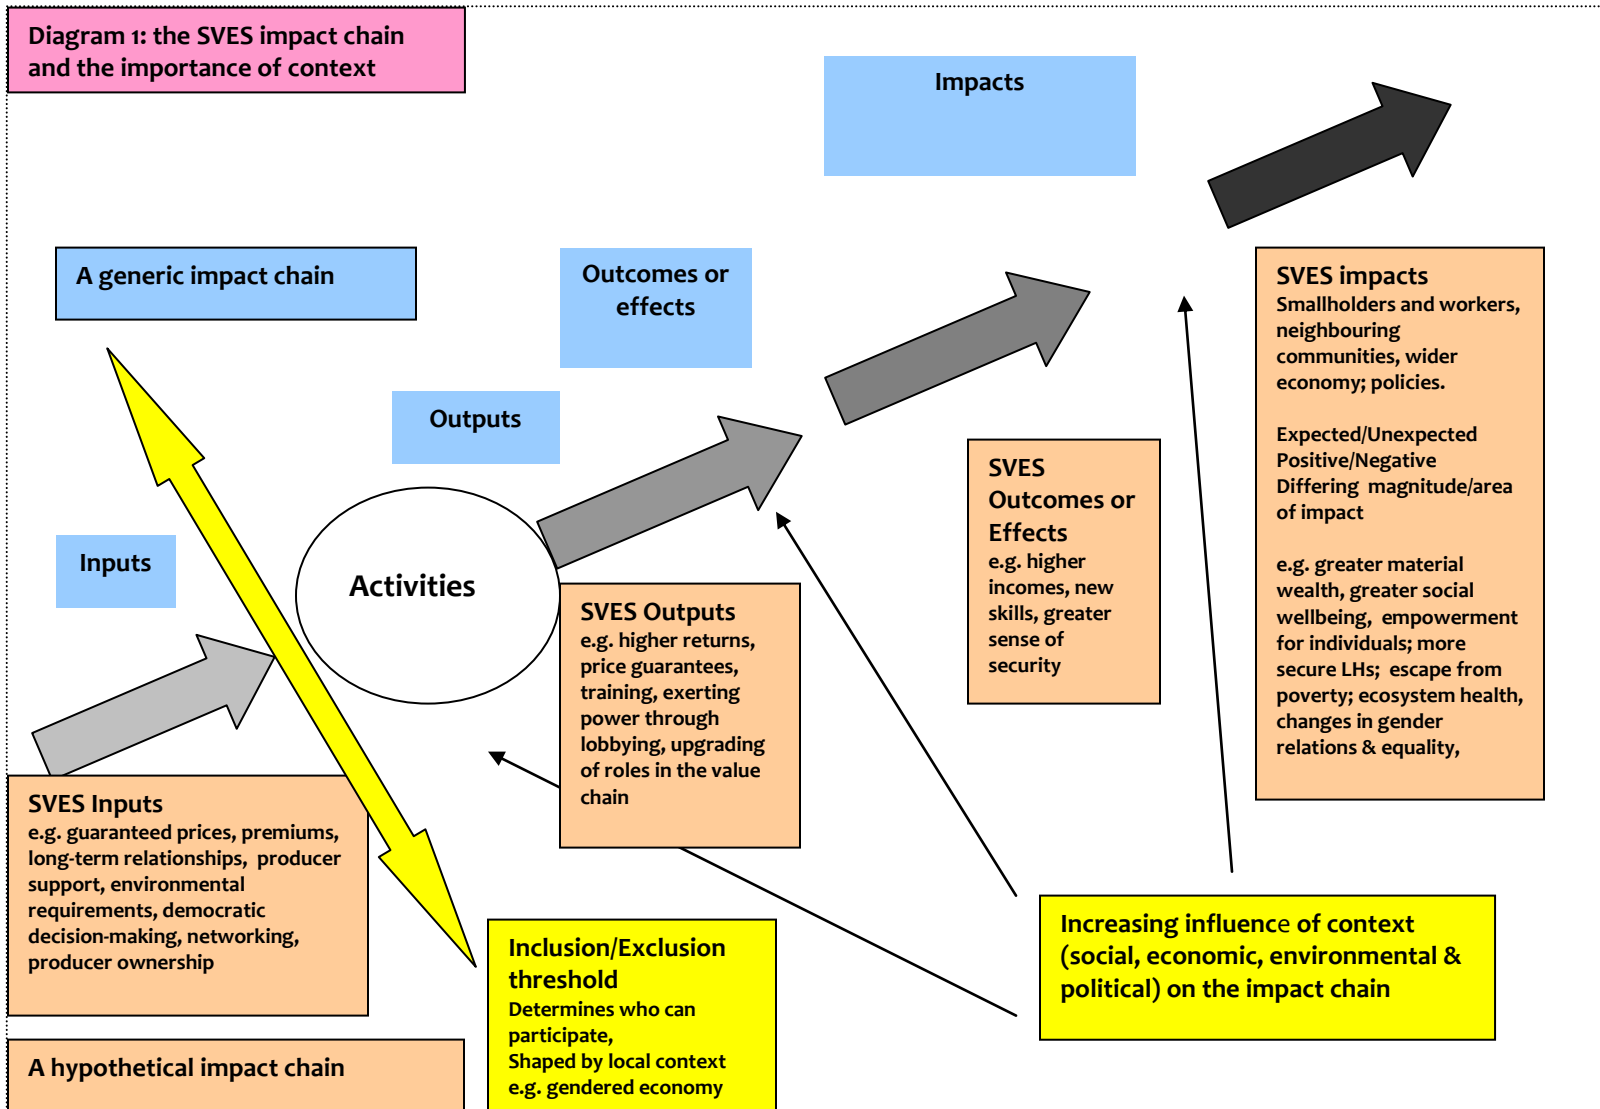 Diagram 1: the SVES impact chain
and the importance of context
Impacts
A generic impact chain
Outcomes or
effects
Outputs
Inputs
Activities
SVES impacts
Smallholders and workers,
neighbouring
communities, wider
economy; policies.
Expected/Unexpected
Positive/Negative
Differing magnitude/area
of impact
e.g. greater material
wealth, greater social
wellbeing, empowerment
for individuals; more
secure LHs; escape from
poverty; ecosystem health,
changes in gender
relations & equality,
SVES
Outcomes or
Effects
e.g. higher
incomes, new
skills, greater
sense of
security
SVES Outputs
e.g. higher returns,
price guarantees,
training, exerting
power through
lobbying, upgrading
of roles in the value
chain
SVES Inputs
e.g. guaranteed prices, premiums,
long-term relationships, producer
support, environmental
requirements, democratic
decision-making, networking,
producer ownership
Inclusion/Exclusion
threshold
Determines who can
participate,
Shaped by local context
e.g. gendered economy
Increasing influence of context
(social, economic, environmental &
political) on the impact chain
A hypothetical impact chain